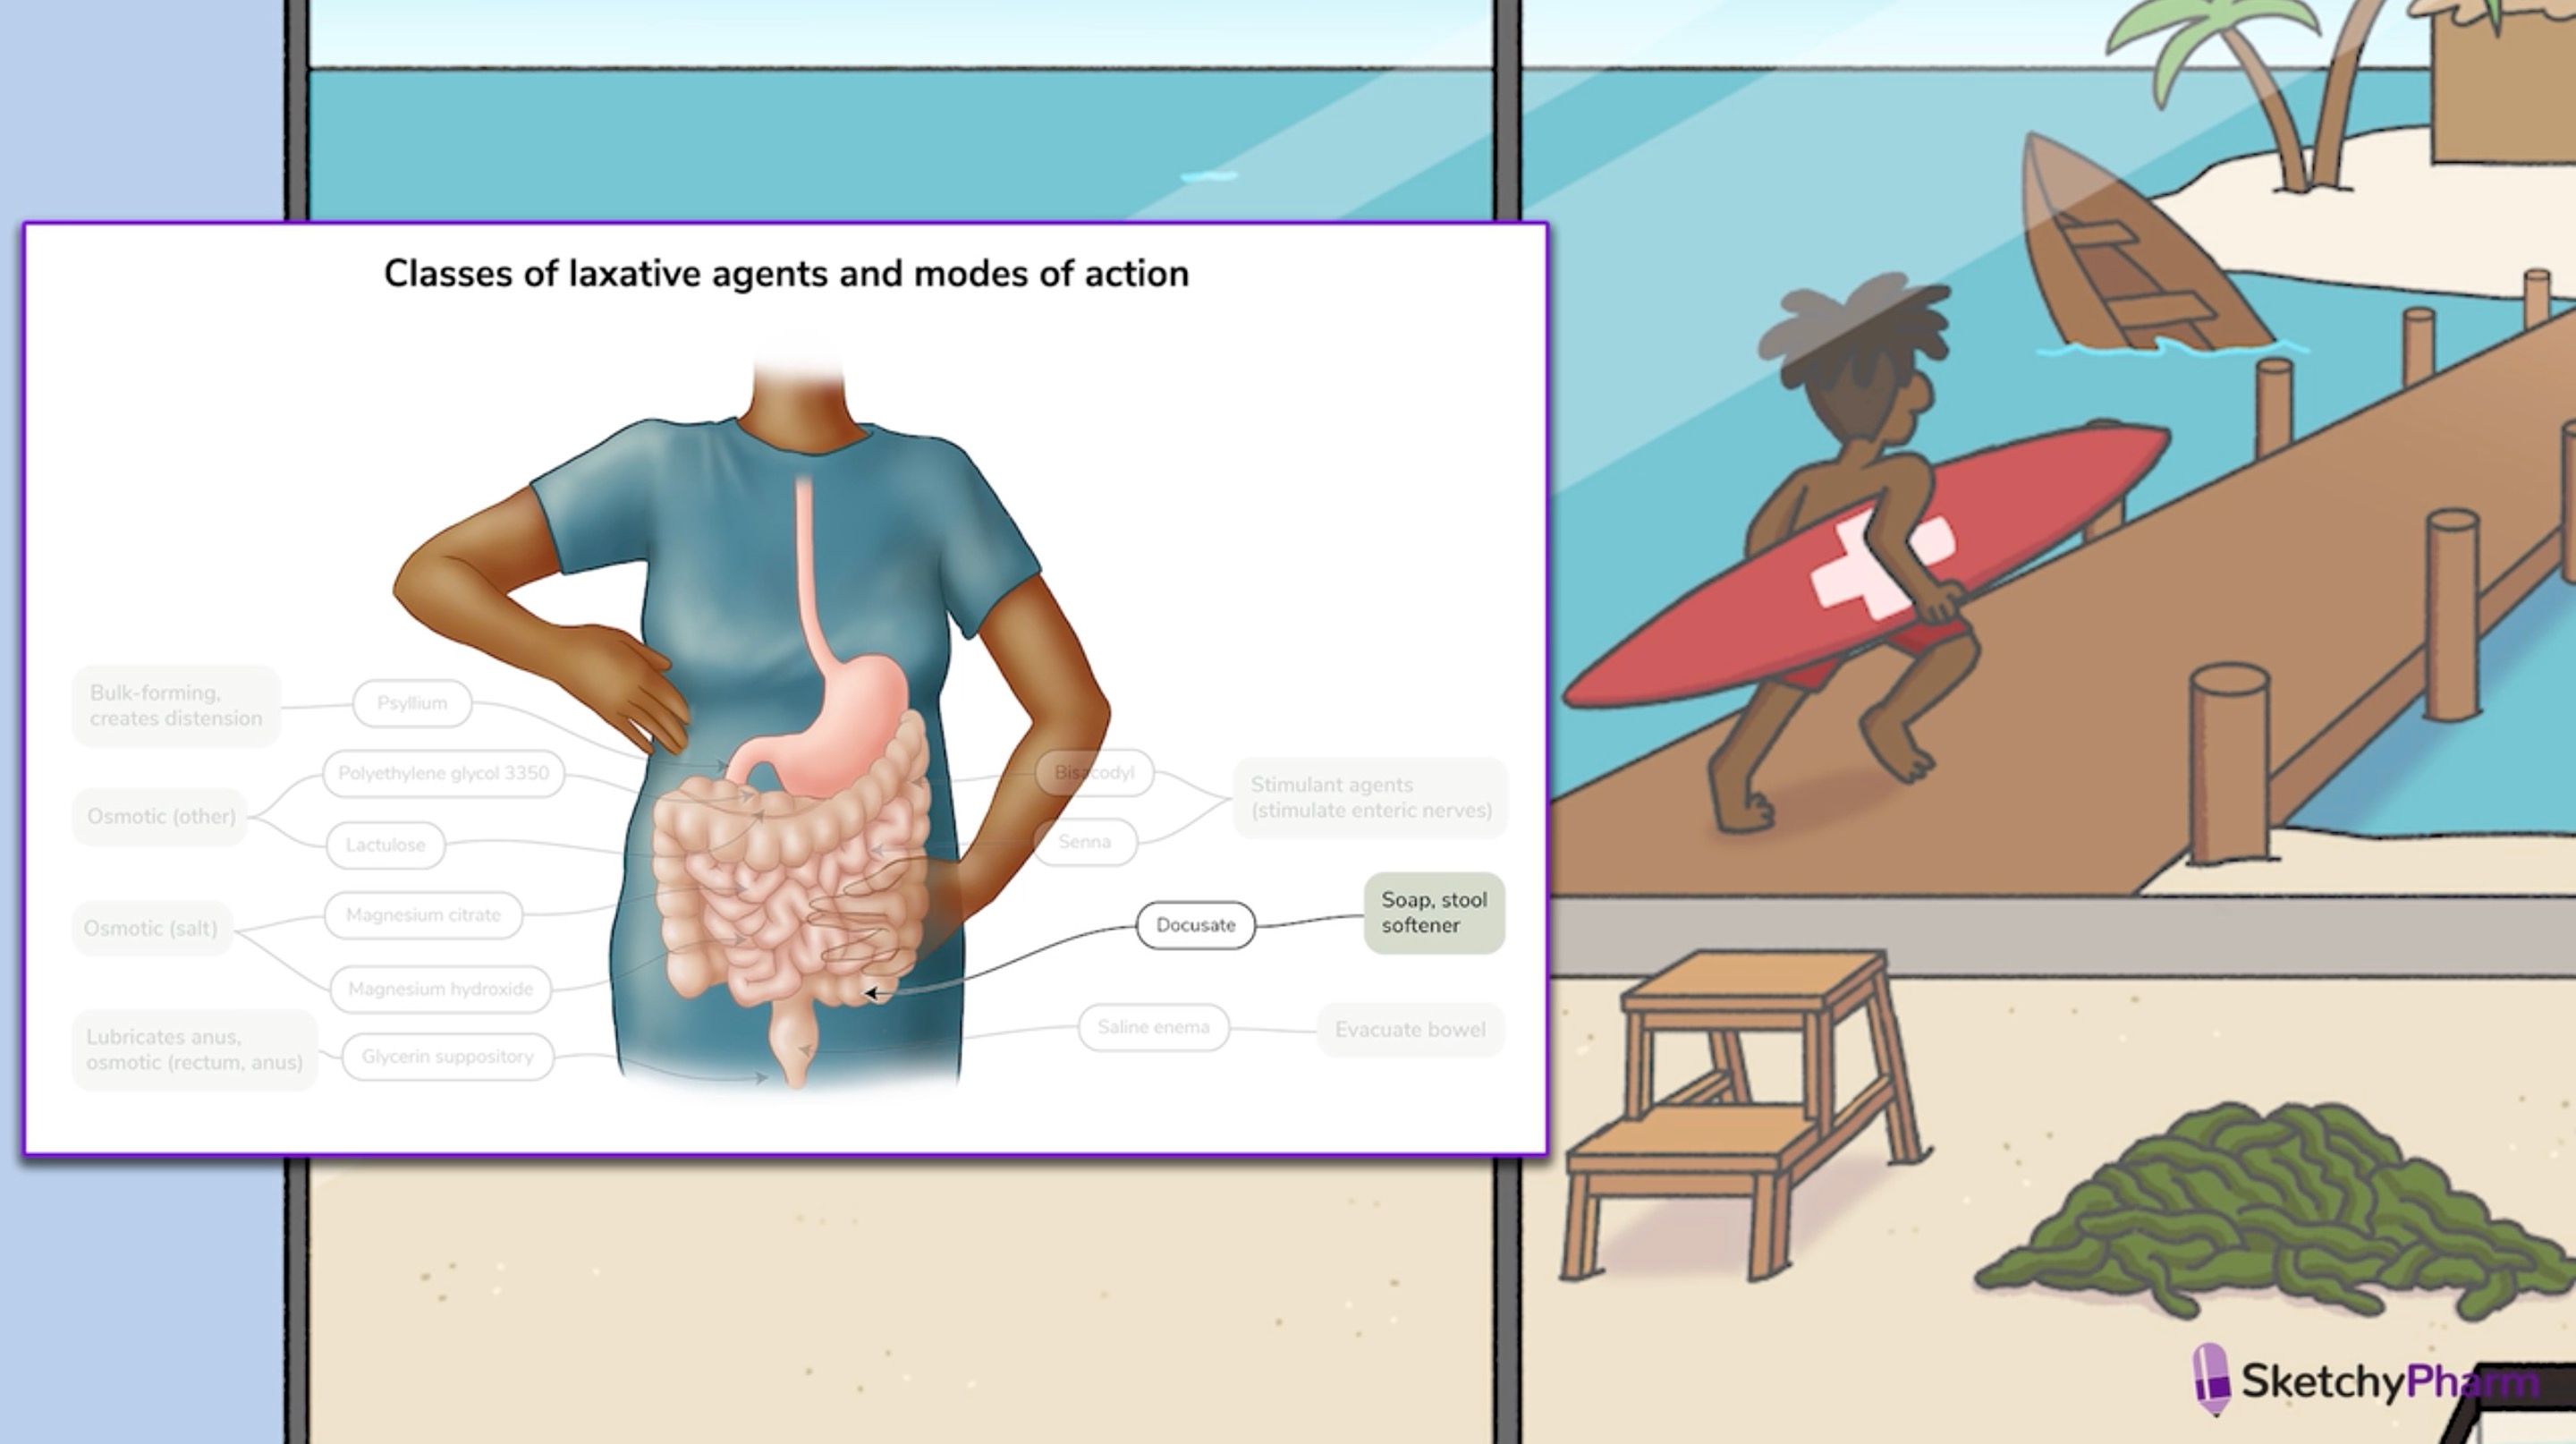 Classes of laxative agents and modes of action
Bulk-forming,
creates distension
Psyllium
Polyethylene glycol 3350
Osmotic (other)
Lactulose
Osmotic (salt)
Magnesium citrate
Magnesium hydroxide
Lubricates anus,
osmotic (rectum, anus)
Glycerin suppository
Bisacodyl
Stimulant agents
(stimulate enteric nerves)
Senna
Docusate
Soap, stool
softener
Saline enema
Evacuate bowel
SketchyPharm